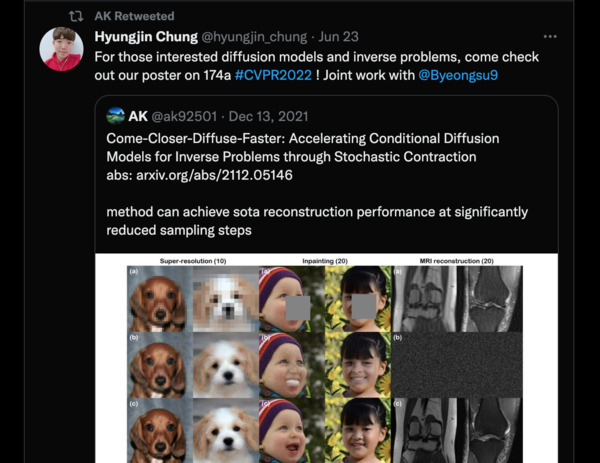 AK Retweeted
Hyungjin Chung @hyungjin_chung · Jun 23
For those interested diffusion models and inverse problems, come check
out our poster on 174a #CVPR2022 ! Joint work with @Byeongsu9
AK @ak92501 · Dec 13, 2021
Come-Closer-Diffuse-Faster: Accelerating Conditional Diffusion
Models for Inverse Problems through Stochastic Contraction
abs: arxiv.org/abs/2112.05146
method can achieve sota reconstruction performance at significantly
reduced sampling steps
Super-resolution (10) Inpainting (20) MRI reconstruction (20)
(a) (a) (a)
(b) (b) (b)
(c) (c) (c)